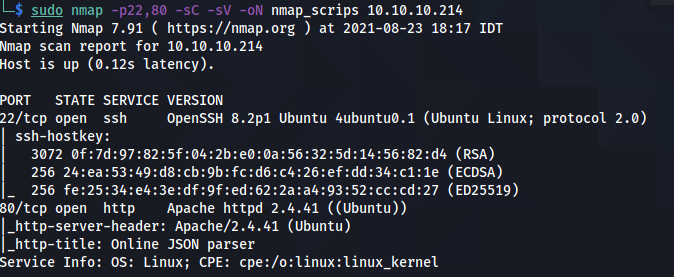 └─$ sudo nmap -p22,80 -sC -sV -oN nmap_scrips 10.10.10.214
Starting Nmap 7.91 ( https://nmap.org ) at 2021-08-23 18:17 IDT
Nmap scan report for 10.10.10.214
Host is up (0.12s latency).

PORT   STATE SERVICE VERSION
22/tcp open  ssh     OpenSSH 8.2p1 Ubuntu 4ubuntu0.1 (Ubuntu Linux; protocol 2.0)
| ssh-hostkey:
|   3072 0f:7d:97:82:5f:04:2b:e0:0a:56:32:5d:14:56:82:d4 (RSA)
|   256 24:ea:53:49:d8:cb:9b:fc:d6:c4:26:ef:dd:34:c1:1e (ECDSA)
|_  256 fe:25:34:e4:3e:df:9f:ed:62:2a:a4:93:52:cc:cd:27 (ED25519)
80/tcp open  http    Apache httpd 2.4.41 ((Ubuntu))
|_http-server-header: Apache/2.4.41 (Ubuntu)
|_http-title: Online JSON parser
Service Info: OS: Linux; CPE: cpe:/o:linux:linux_kernel